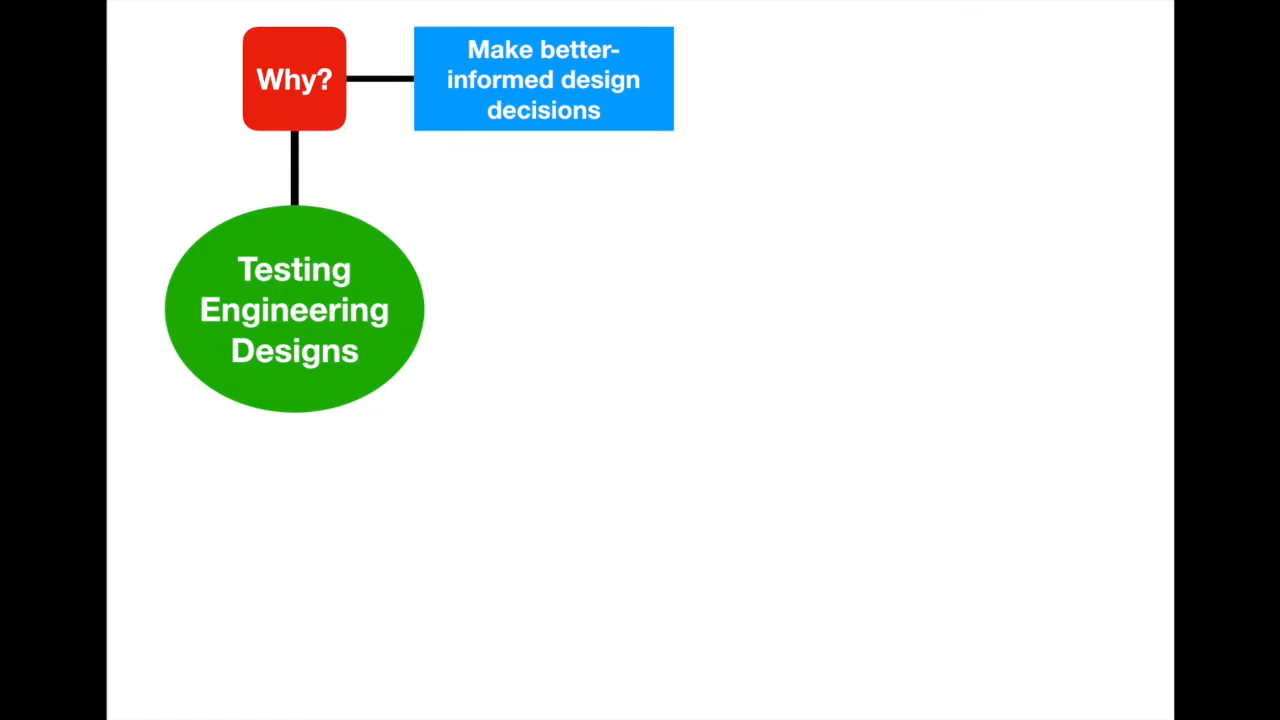 Why?
Make better-
informed design
decisions
Testing
Engineering
Designs